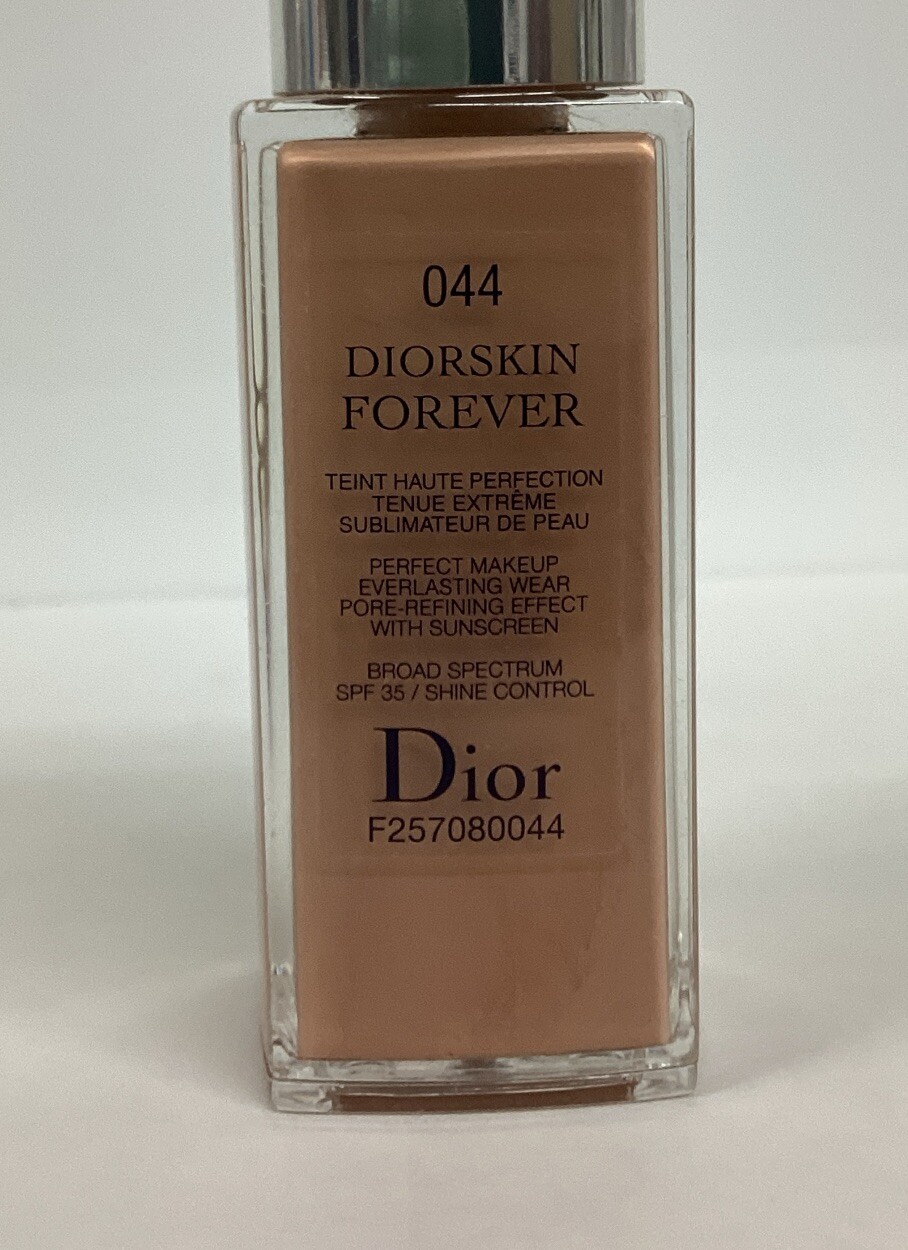 044
DIORSKIN
FOREVER
TEINT HAUTE PERFECTION
TENUE EXTRÊME
SUBLIMATEUR DE PEAU
PERFECT MAKEUP
EVERLASTING WEAR
PORE-REFINING EFFECT
WITH SUNSCREEN
BROAD SPECTRUM
SPF 35 / SHINE CONTROL
Dior
F257080044